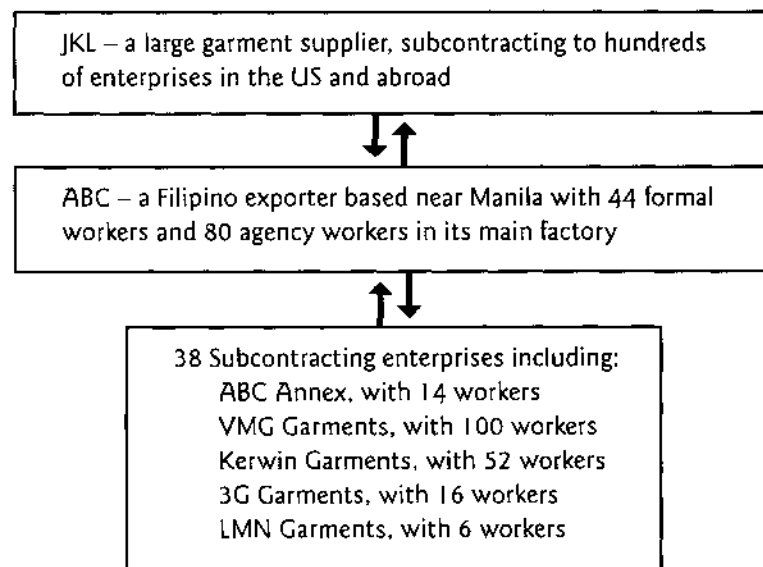 JKL – a large garment supplier, subcontracting to hundreds
of enterprises in the US and abroad
ABC – a Filipino exporter based near Manila with 44 formal
workers and 80 agency workers in its main factory
38 Subcontracting enterprises including:
ABC Annex, with 14 workers
VMG Garments, with 100 workers
Kerwin Garments, with 52 workers
3G Garments, with 16 workers
LMN Garments, with 6 workers